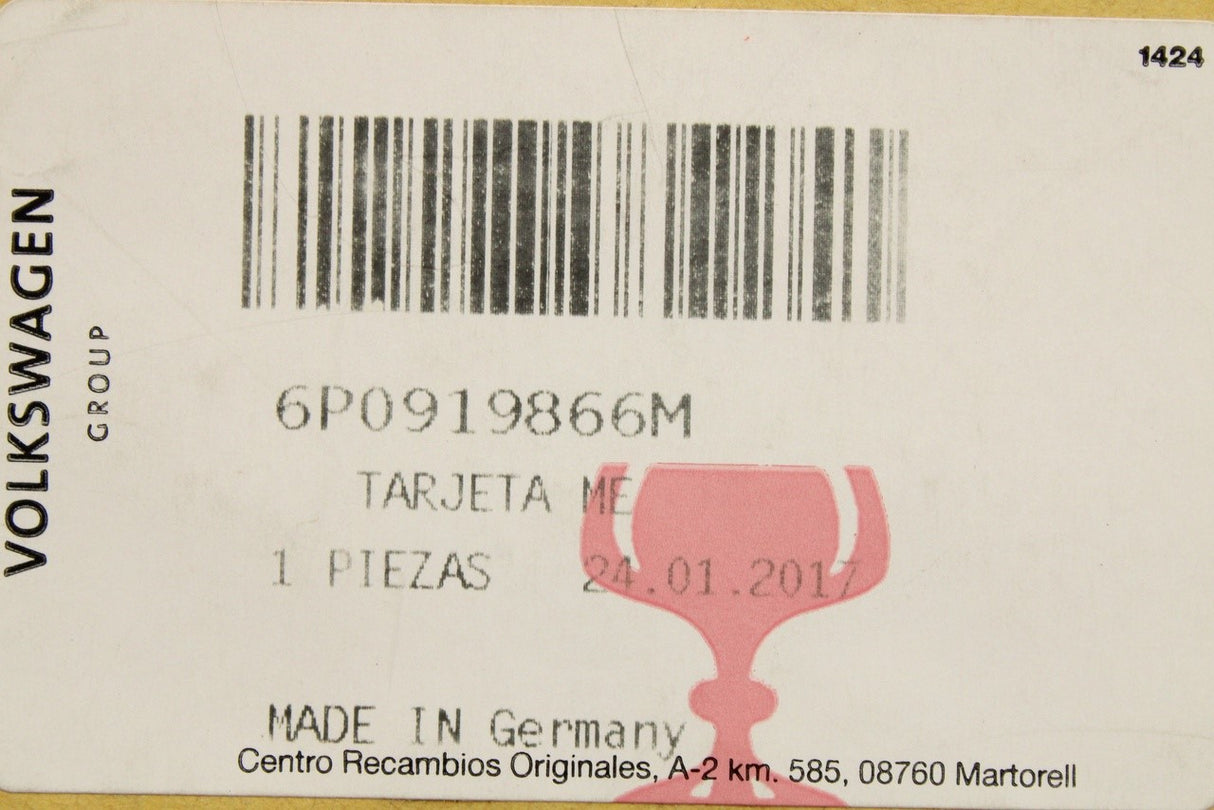 1424
VOLKSWAGEN
GROUP
6P0919866M
TARJETA ME
1 PIEZAS 24.01.2017
MADE IN Germany
Centro Recambios Originales, A-2 km. 585, 08760 Martorell